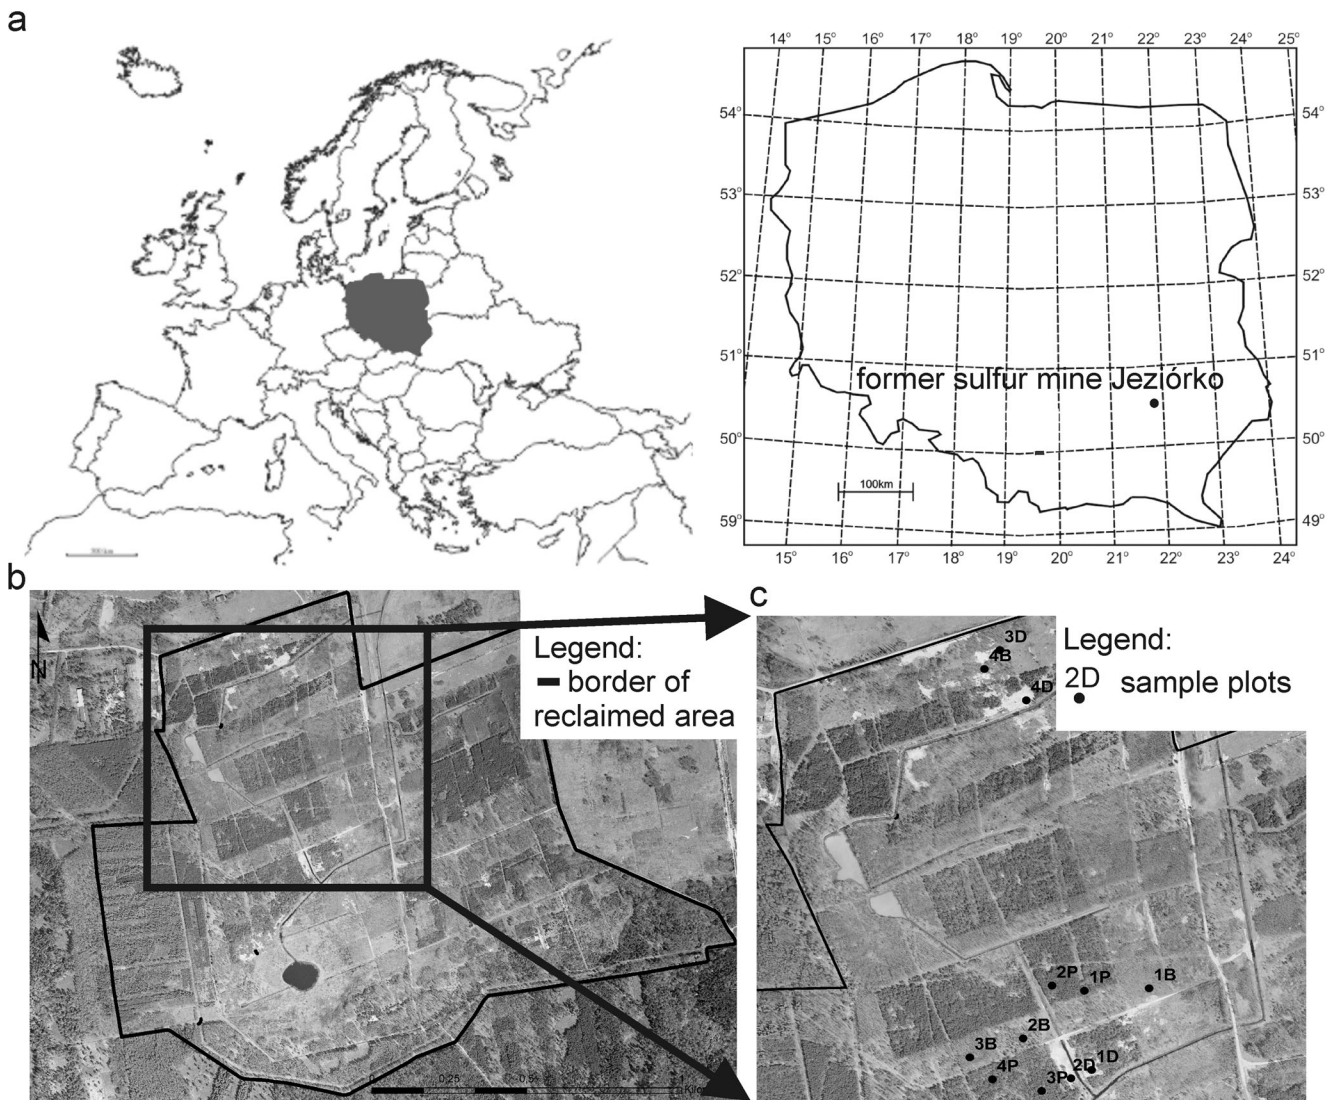 a
14° 15° 16° 17° 18° 19° 20° 21° 22° 23° 24° 25°
54° 54°
53° 53°
52° 52°
51° 51°
former sulfur mine Jeziórko
50° 50°
100km
59° 49°
15° 16° 17° 18° 19° 20° 21° 22° 23° 24°
b
N
Legend:
border of
reclaimed area
c
Legend:
2D sample plots
3D
4B
4D
2P 1P 1B
2B
3B 1D
4P 3P 2D